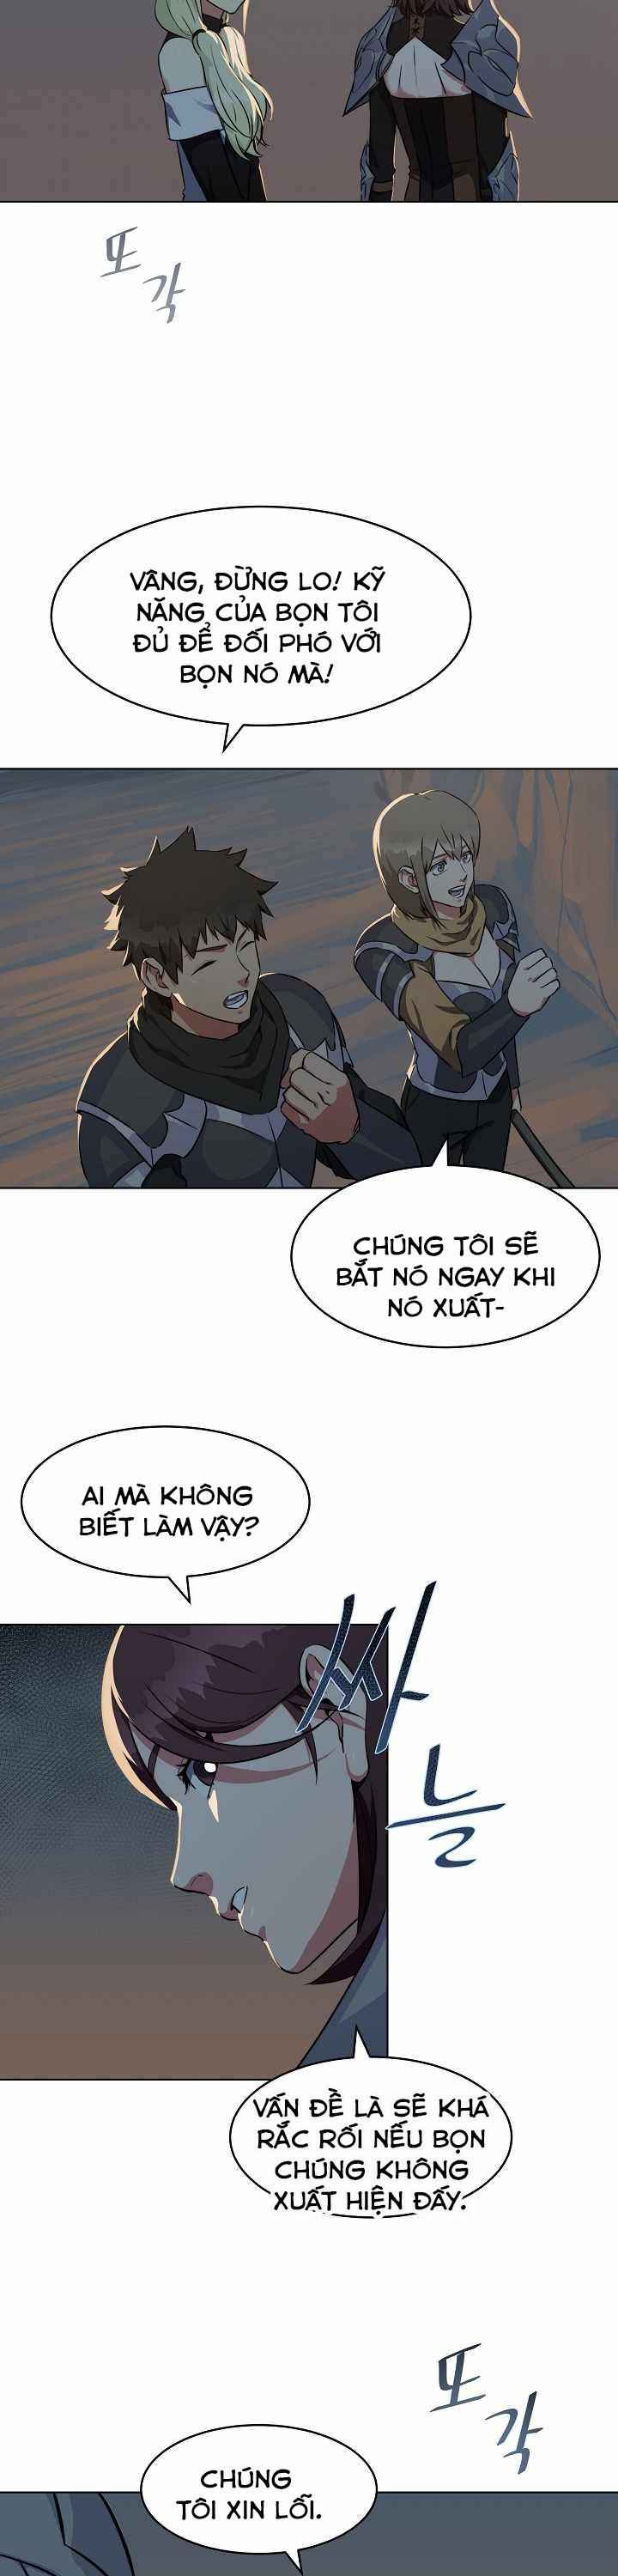 또
각
VÂNG, ĐỪNG LO! KỸ
NĂNG CỦA BỌN TÔI
ĐỦ ĐỂ ĐỐI PHÓ VỚI
BỌN NÓ MÀ!
CHÚNG TÔI SẼ
BẮT NÓ NGAY KHI
NÓ XUẤT-
AI MÀ KHÔNG
BIẾT LÀM VẬY?
싸
늘
VẤN ĐỀ LÀ SẼ KHÁ
RẮC RỐI NẾU BỌN
CHÚNG KHÔNG
XUẤT HIỆN ĐẤY.
또
각
CHÚNG
TÔI XIN LỖI.